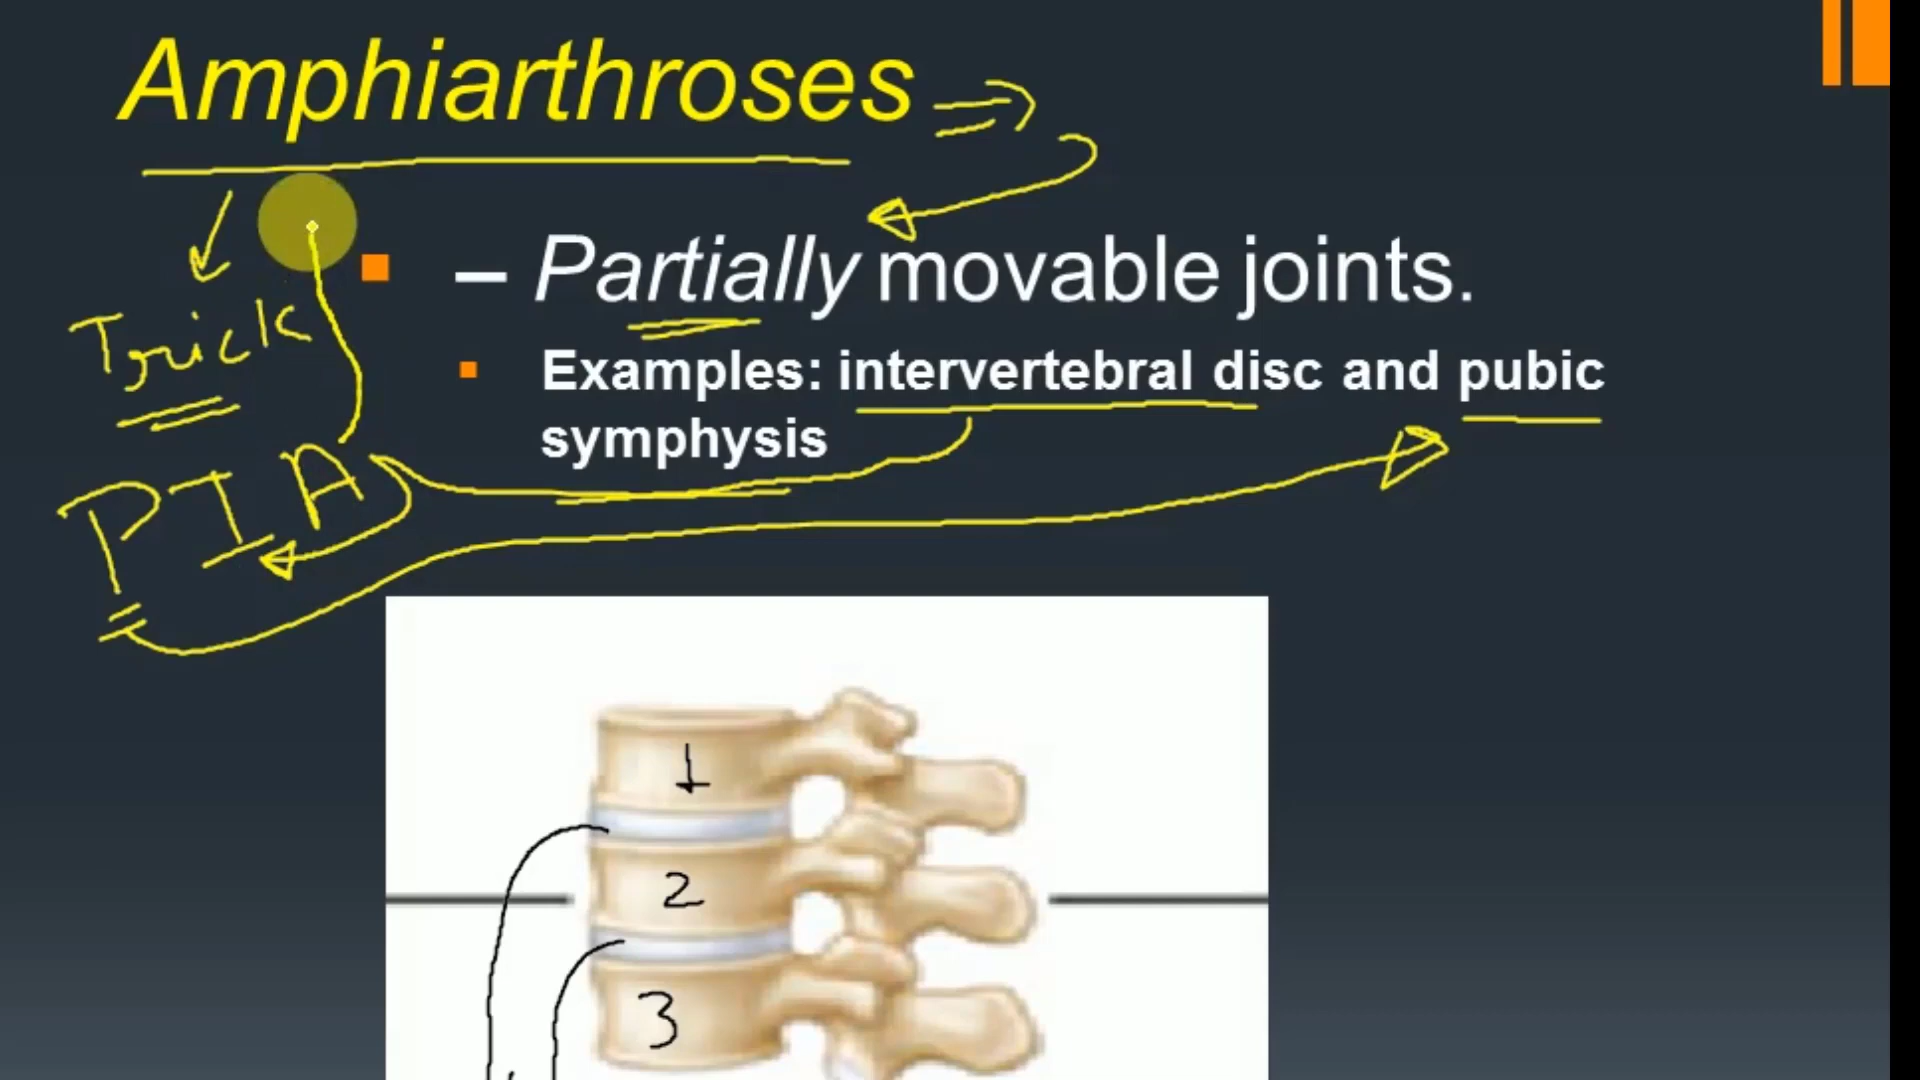 Amphiarthroses
– Partially movable joints.
Trick
Examples: intervertebral disc and pubic
symphysis
PIA
1
2
3